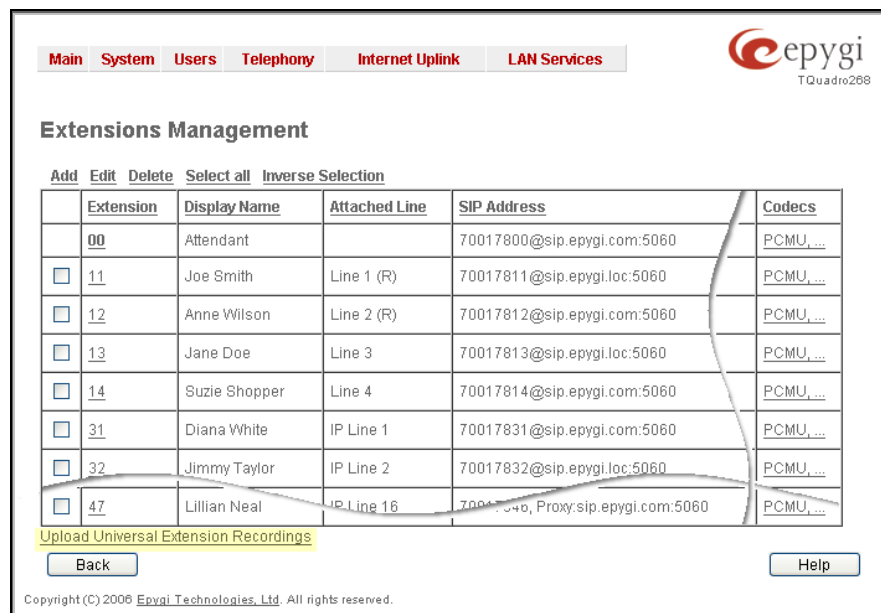 Main System Users Telephony Internet Uplink LAN Services
epygi
TQuadro268
Extensions Management
Add Edit Delete Select all Inverse Selection
Extension Display Name Attached Line SIP Address Codecs
00 Attendant 70017800@sip.epygi.com:5060 PCMU, ...
11 Joe Smith Line 1 (R) 70017811@sip.epygi.loc:5060 PCMU, ...
12 Anne Wilson Line 2 (R) 70017812@sip.epygi.com:5060 PCMU, ...
13 Jane Doe Line 3 70017813@sip.epygi.loc:5060 PCMU, ...
14 Suzie Shopper Line 4 70017814@sip.epygi.com:5060 PCMU, ...
31 Diana White IP Line 1 70017831@sip.epygi.com:5060 PCMU, ...
32 Jimmy Taylor IP Line 2 70017832@sip.epygi.loc:5060 PCMU, ...
47 Lillian Neal IP Line 16 Proxy:sip.epygi.com:5060 PCMU, ...
Upload Universal Extension Recordings
Back Help
Copyright (C) 2006 Epygi Technologies, Ltd. All rights reserved.